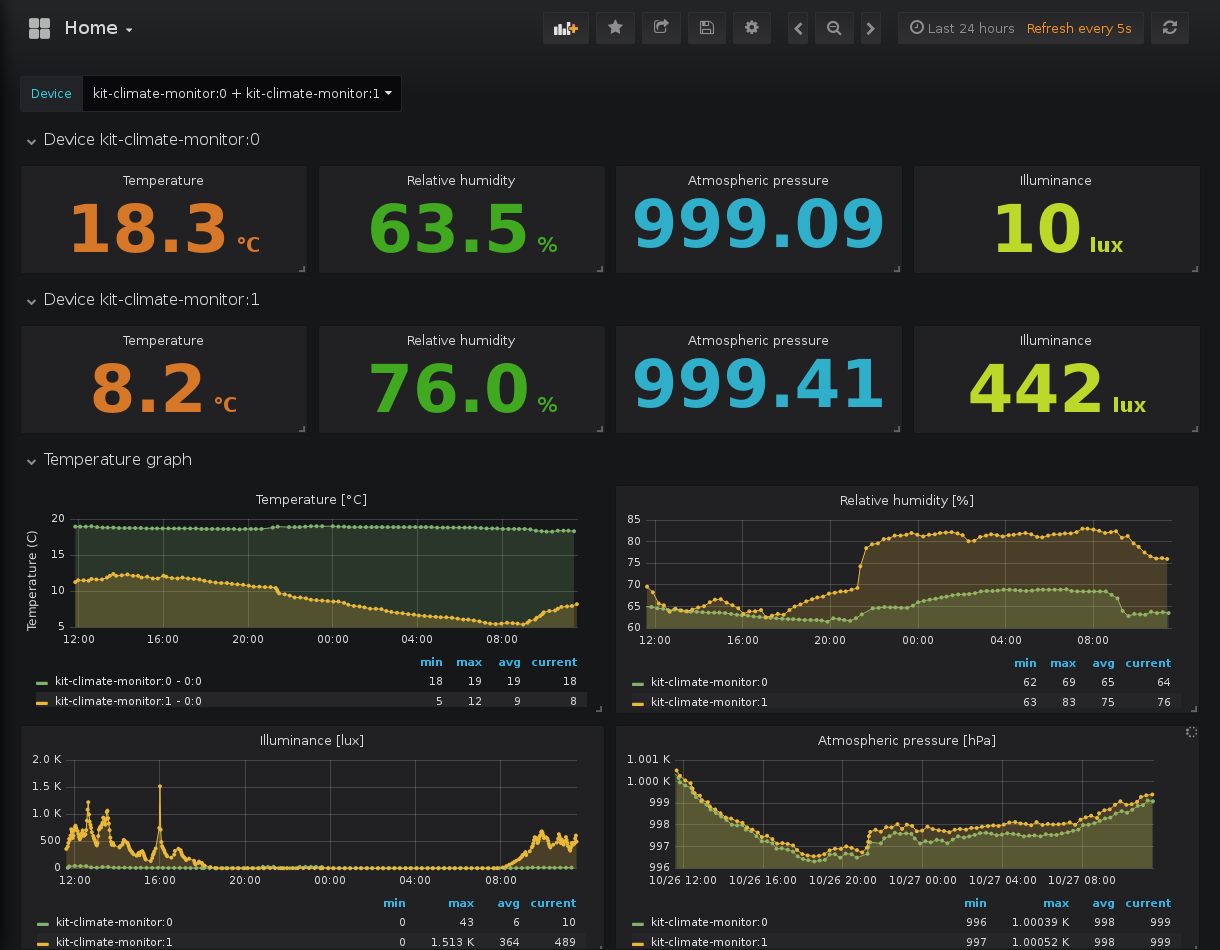 Home
Last 24 hours Refresh every 5s
Device kit-climate-monitor:0 + kit-climate-monitor:1
Device kit-climate-monitor:0
Temperature Relative humidity Atmospheric pressure Illuminance
18.3 °C 63.5 % 999.09 10 lux
Device kit-climate-monitor:1
Temperature Relative humidity Atmospheric pressure Illuminance
8.2 °C 76.0 % 999.41 442 lux
Temperature graph
Temperature [°C]
Temperature (C)
20
15
10
5
12:00 16:00 20:00 00:00 04:00 08:00
min max avg current
kit-climate-monitor:0 - 0:0 18 19 19 18
kit-climate-monitor:1 - 0:0 5 12 9 8
Relative humidity [%]
85
80
75
70
65
60
12:00 16:00 20:00 00:00 04:00 08:00
min max avg current
kit-climate-monitor:0 62 69 65 64
kit-climate-monitor:1 63 83 75 76
Illuminance [lux]
2.0 K
1.5 K
1.0 K
500
0
12:00 16:00 20:00 00:00 04:00 08:00
min max avg current
kit-climate-monitor:0 0 43 6 10
kit-climate-monitor:1 0 1.513 K 364 489
Atmospheric pressure [hPa]
1.001 K
1.000 K
999
998
997
996
10/26 12:00 10/26 16:00 10/26 20:00 10/27 00:00 10/27 04:00 10/27 08:00
min max avg current
kit-climate-monitor:0 996 1.00039 K 998 999
kit-climate-monitor:1 997 1.00052 K 998 999